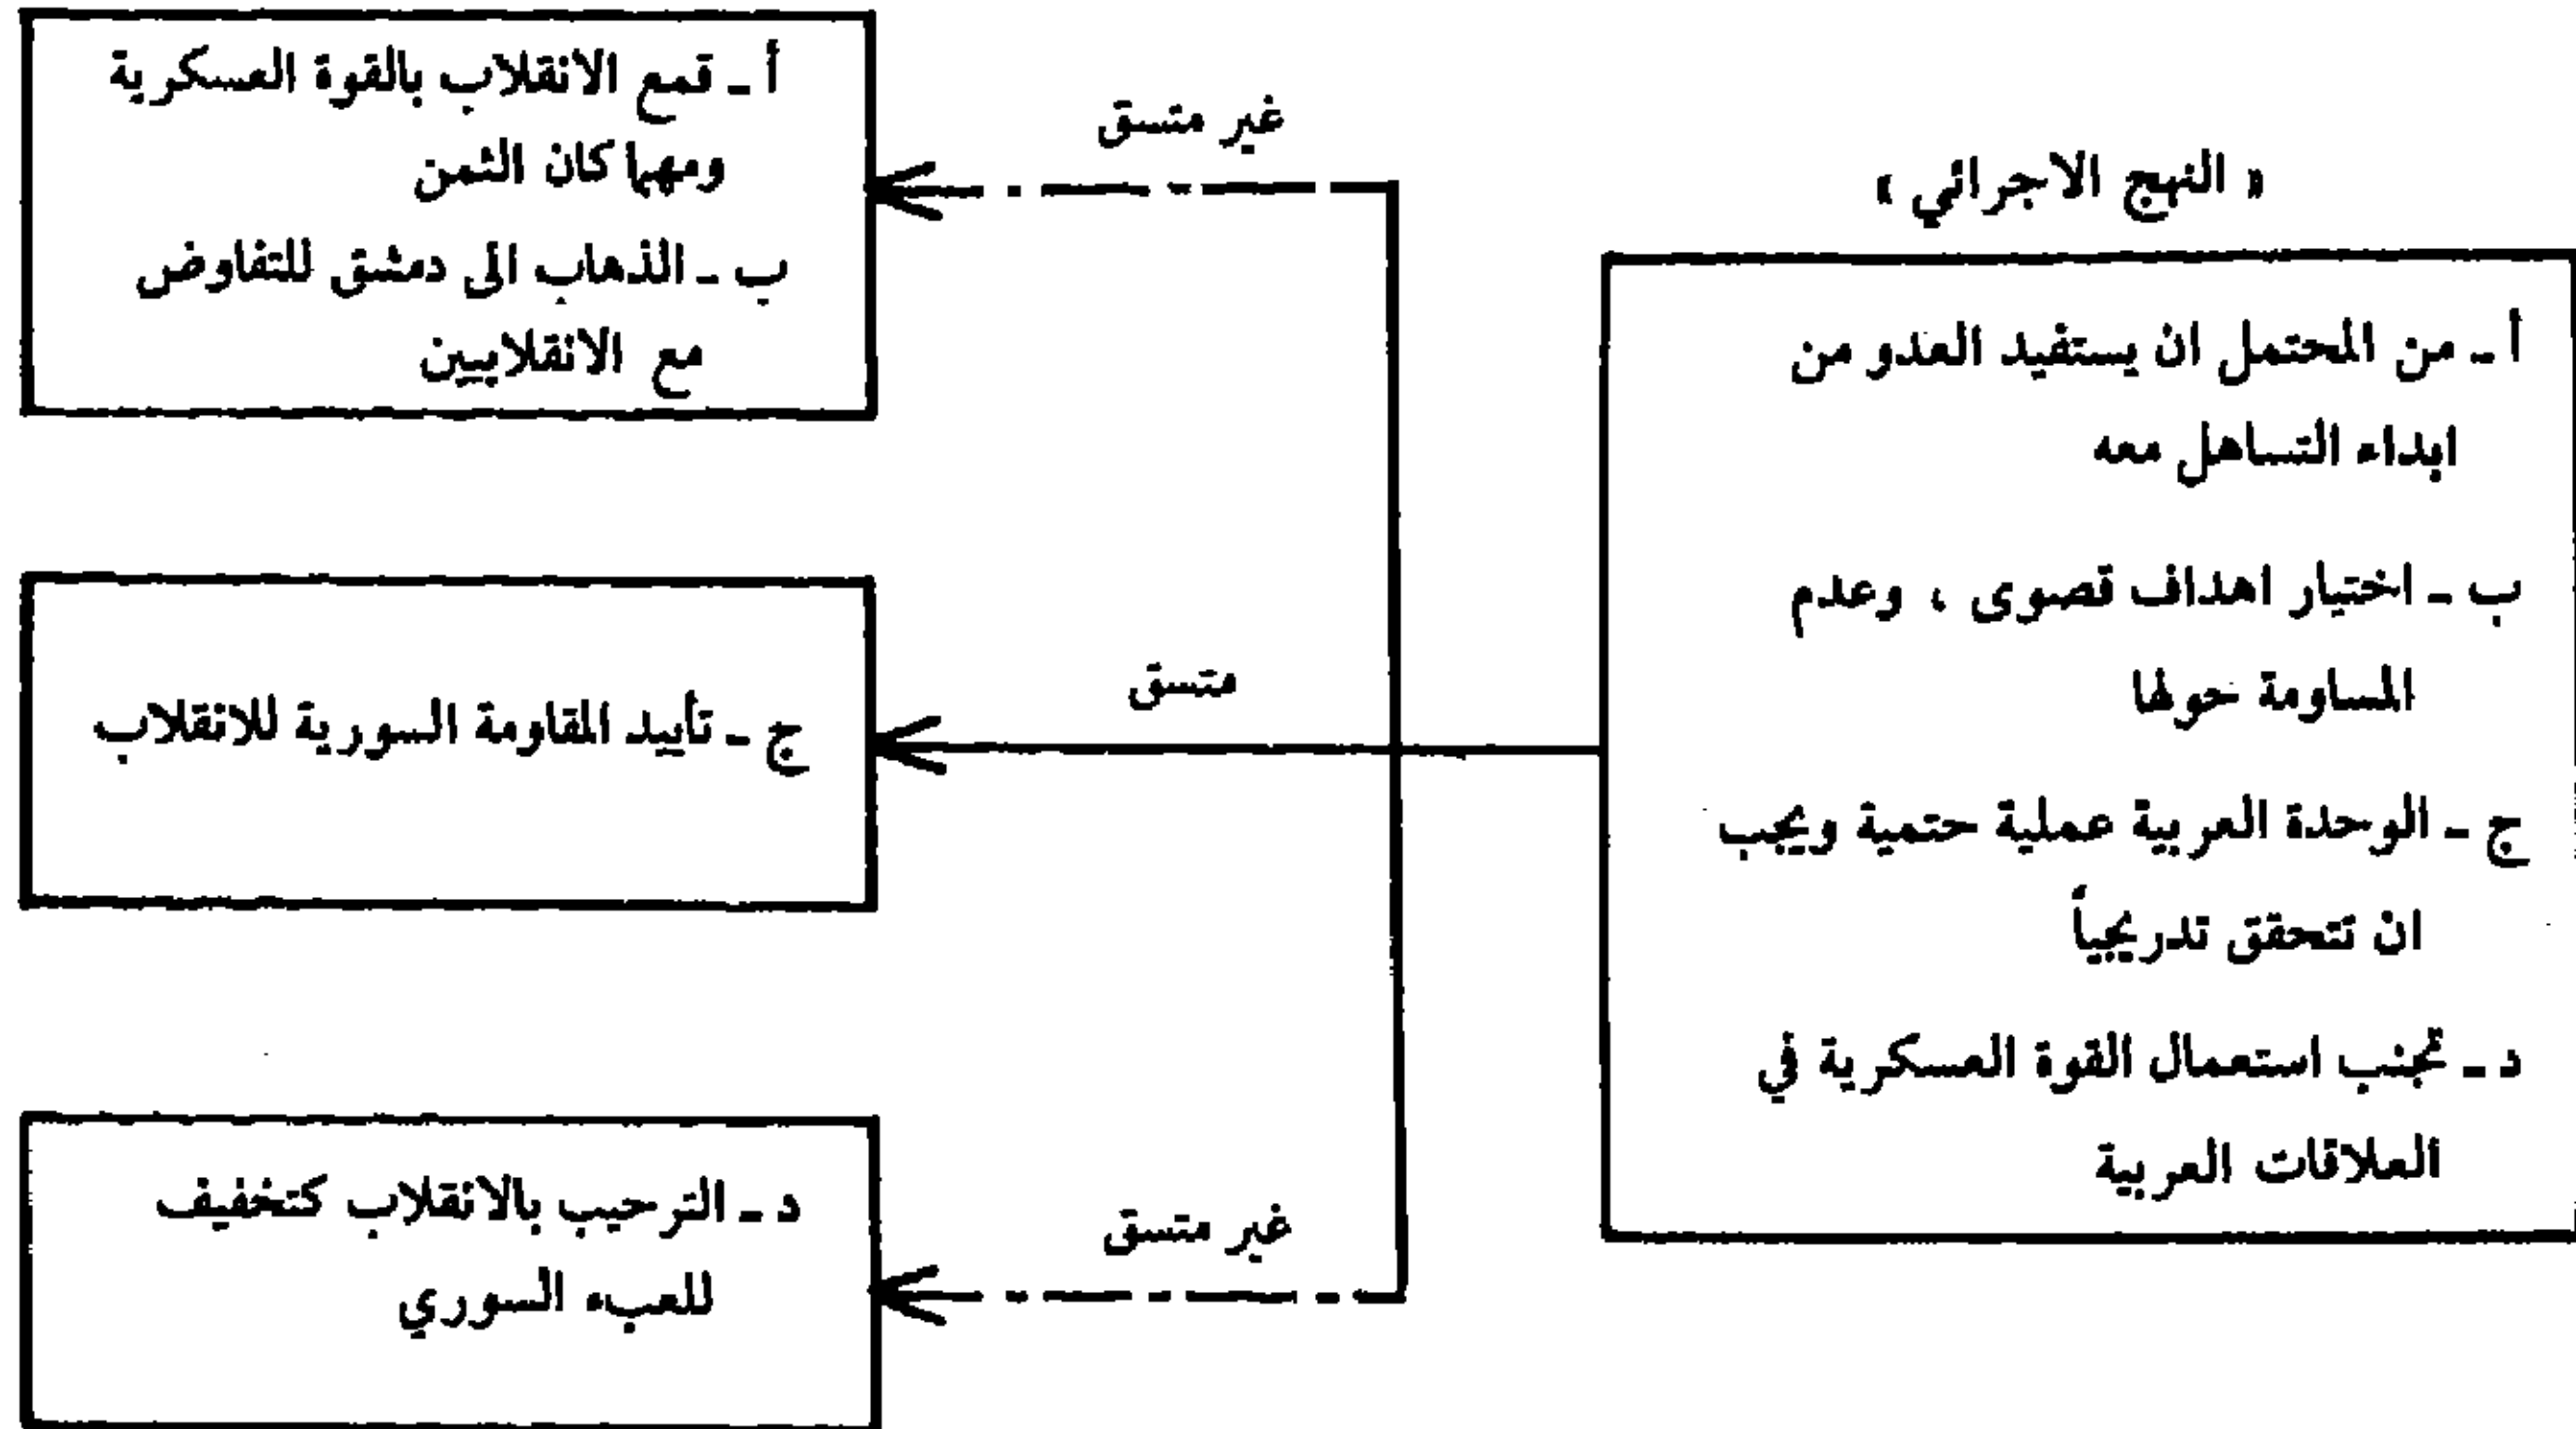 « النهج الاجرائي »
أ ـ من المحتمل ان يستفيد العدو من
ابداء التساهل معه
ب ـ اختيار اهداف قصوى ، وعدم
المساومة حولها
ج ـ الوحدة العربية عملية حتمية ويجب
ان تتحقق تدريجياً
د ـ تجنب استعمال القوة العسكرية في
العلاقات العربية
غير متسق
أ ـ قمع الانقلاب بالقوة العسكرية
ومهما كان الثمن
ب ـ الذهاب الى دمشق للتفاوض
مع الانقلابيين
متسق
ج ـ تأييد المقاومة السورية للانقلاب
غير متسق
د ـ الترحيب بالانقلاب كتخفيف
للعبء السوري